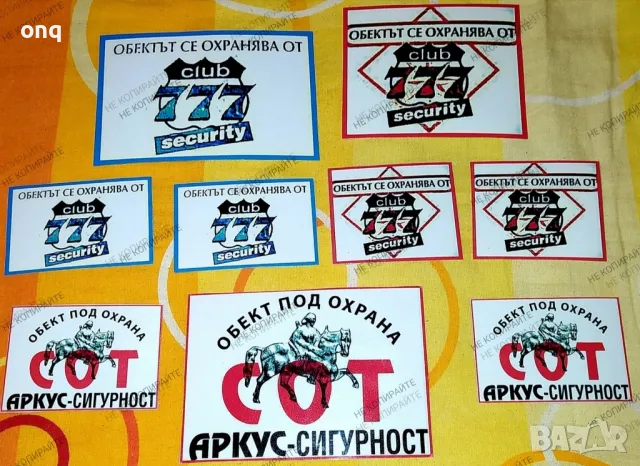 onq
ОБЕКТЪТ СЕ ОХРАНЯВА ОТ
club
777
security
ОБЕКТЪТ СЕ ОХРАНЯВА ОТ
club
777
security
ОБЕКТЪТ СЕ ОХРАНЯВА ОТ
club
777
security
ОБЕКТЪТ СЕ ОХРАНЯВА ОТ
club
777
security
ОБЕКТЪТ СЕ ОХРАНЯВА ОТ
club
777
security
ОБЕКТЪТ СЕ ОХРАНЯВА ОТ
club
777
security
ОБЕКТ ПОД ОХРАНА
СОТ
АРКУС-СИГУРНОСТ
ОБЕКТ ПОД ОХРАНА
СОТ
АРКУС-СИГУРНОСТ
ОБЕКТ ПОД ОХРАНА
СОТ
АРКУС-СИГУРНОСТ
НЕ КОПИРАЙТЕ
BAZAR